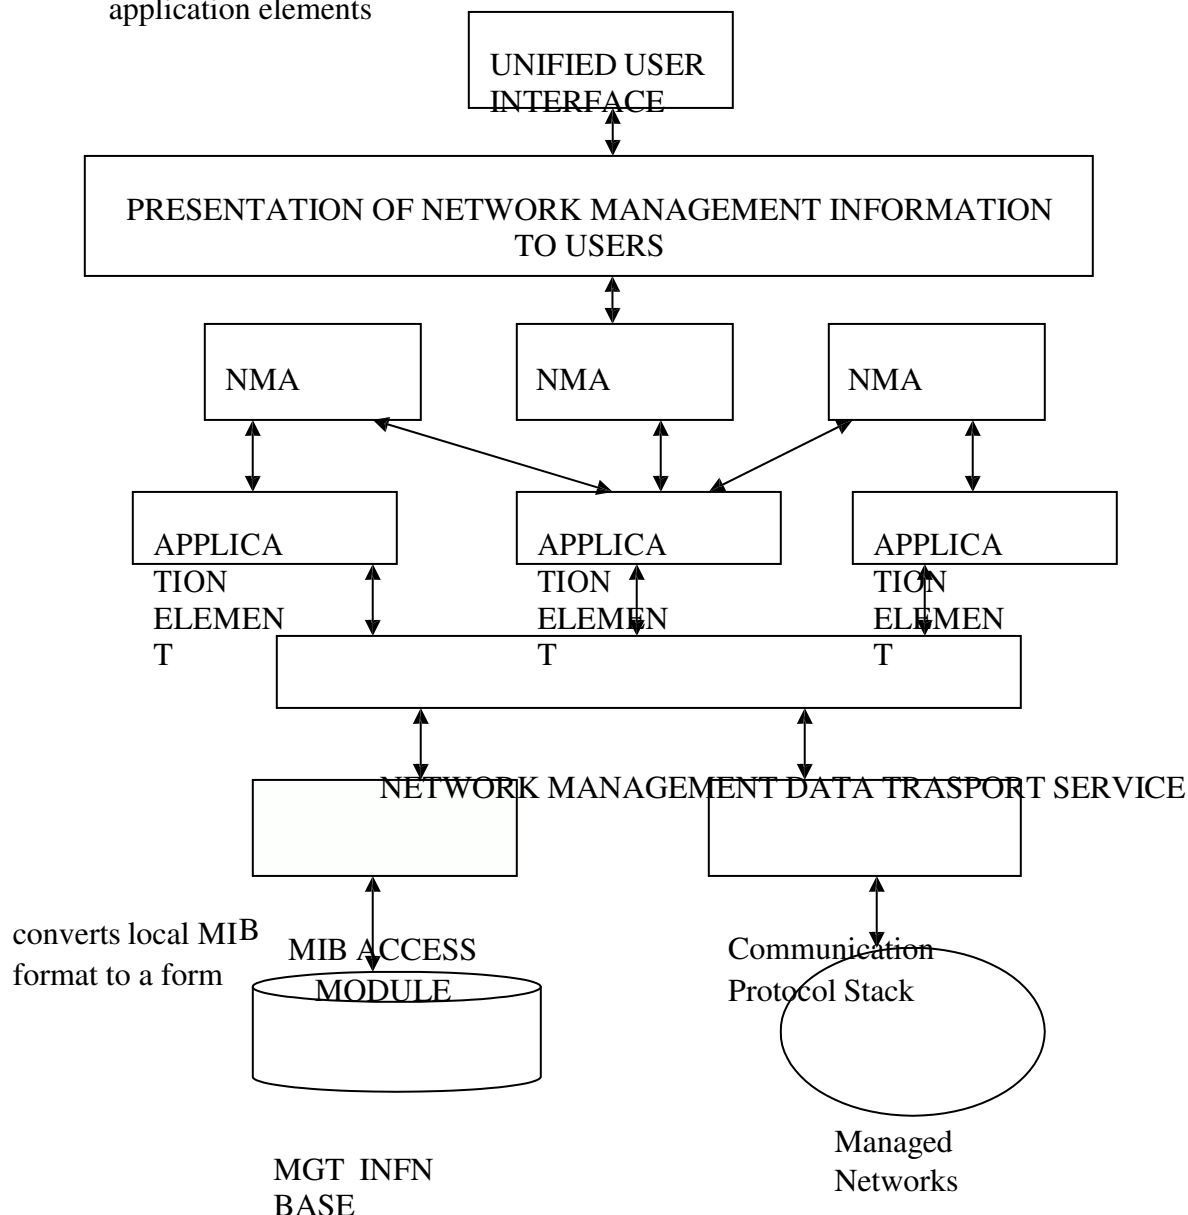 application elements
UNIFIED USER
INTERFACE
PRESENTATION OF NETWORK MANAGEMENT INFORMATION
TO USERS
NMA
NMA
NMA
APPLICA
TION
ELEMEN
T
APPLICA
TION
ELEMEN
T
APPLICA
TION
ELEMEN
T
NETWORK MANAGEMENT DATA TRASPORT SERVICE
converts local MIB
format to a form
MIB ACCESS
MODULE
Communication
Protocol Stack
MGT INFN
BASE
Managed
Networks